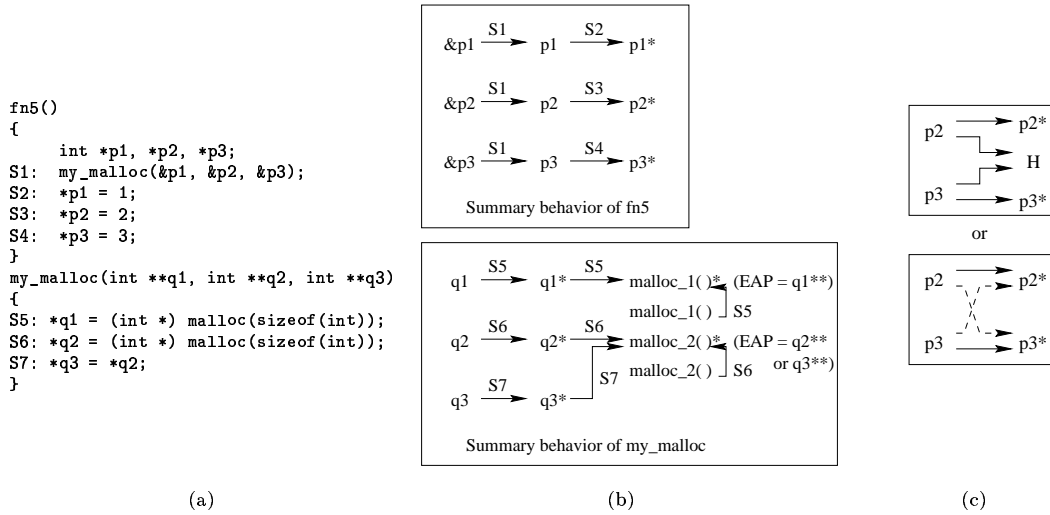 fn5()
{
int *p1, *p2, *p3;
S1: my_malloc(&p1, &p2, &p3);
S2: *p1 = 1;
S3: *p2 = 2;
S4: *p3 = 3;
}
my_malloc(int **q1, int **q2, int **q3)
{
S5: *q1 = (int *) malloc(sizeof(int));
S6: *q2 = (int *) malloc(sizeof(int));
S7: *q3 = *q2;
}
(a)
S1 S2
&p1 p1 p1*
S1 S3
&p2 p2 p2*
S1 S4
&p3 p3 p3*
Summary behavior of fn5
S5 S5
q1 q1* malloc_1( )* (EAP = q1**)
malloc_1( ) S5
S6 S6
q2 q2* malloc_2( )* (EAP = q2**
or q3**)
S7 malloc_2( ) S6
S7
q3 q3*
Summary behavior of my_malloc
(b)
p2 p2*
H
p3 p3*
or
p2 p2*
p3 p3*
(c)